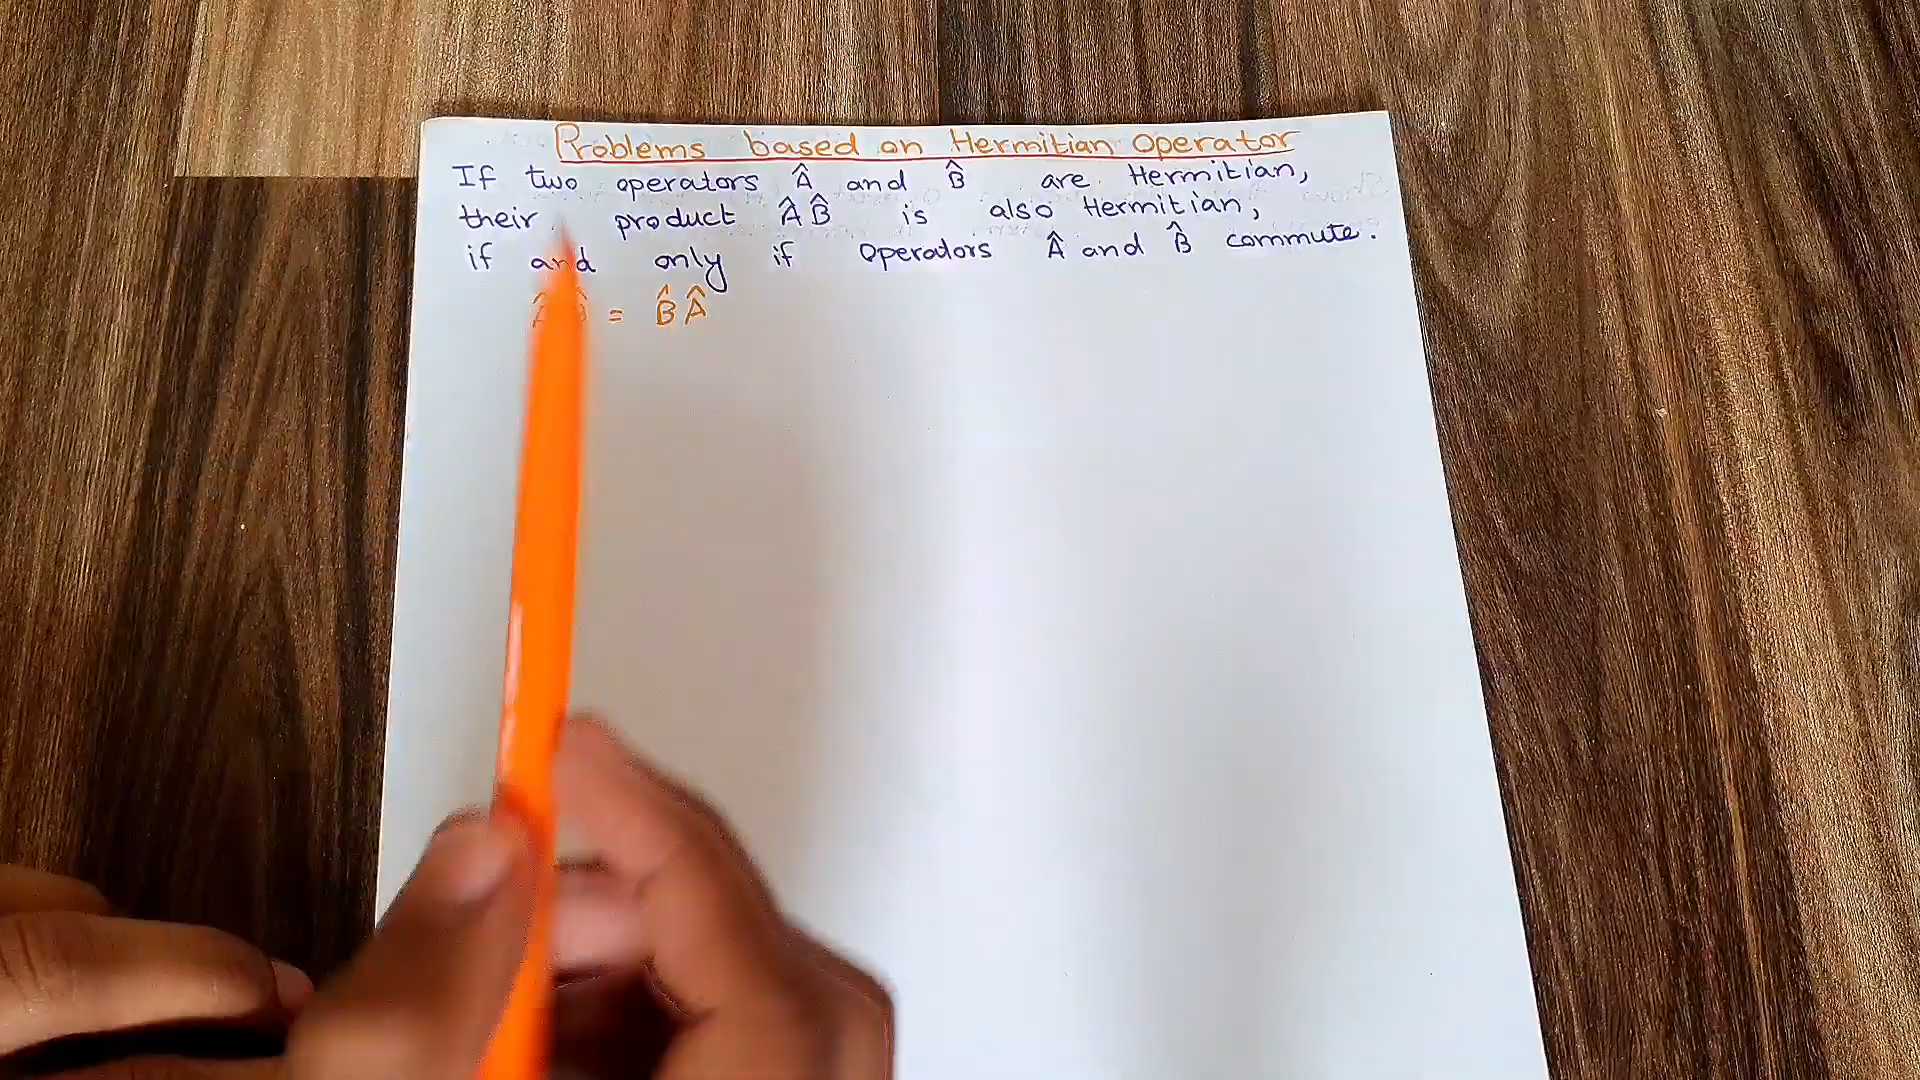 Problems based on Hermitian Operator
If two operators Â and B̂ are Hermitian,
their product ÂB̂ is also Hermitian,
if and only if Operators Â and B̂ commute.
= B̂Â